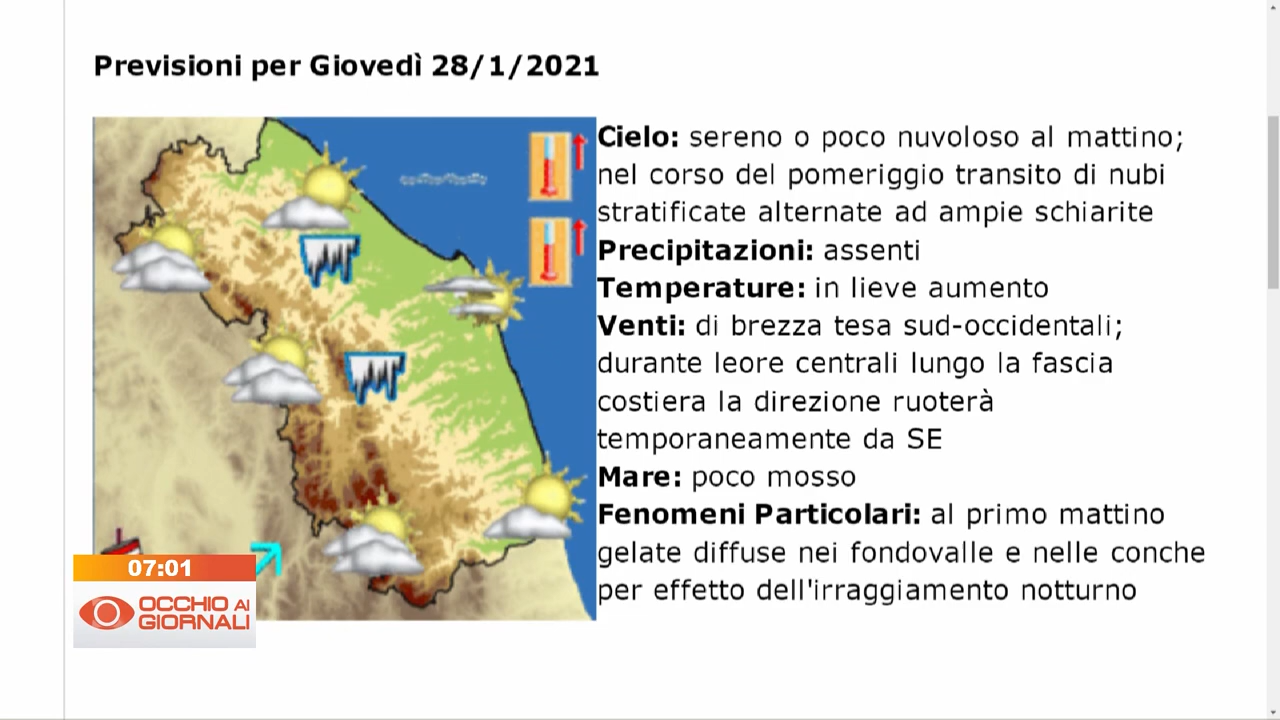 Previsioni per Giovedì 28/1/2021
Cielo: sereno o poco nuvoloso al mattino;
nel corso del pomeriggio transito di nubi
stratificate alternate ad ampie schiarite
Precipitazioni: assenti
Temperature: in lieve aumento
Venti: di brezza tesa sud-occidentali;
durante leore centrali lungo la fascia
costiera la direzione ruoterà
temporaneamente da SE
Mare: poco mosso
Fenomeni Particolari: al primo mattino
gelate diffuse nei fondovalle e nelle conche
per effetto dell'irraggiamento notturno
07:01
OCCHIO AI
GIORNALI